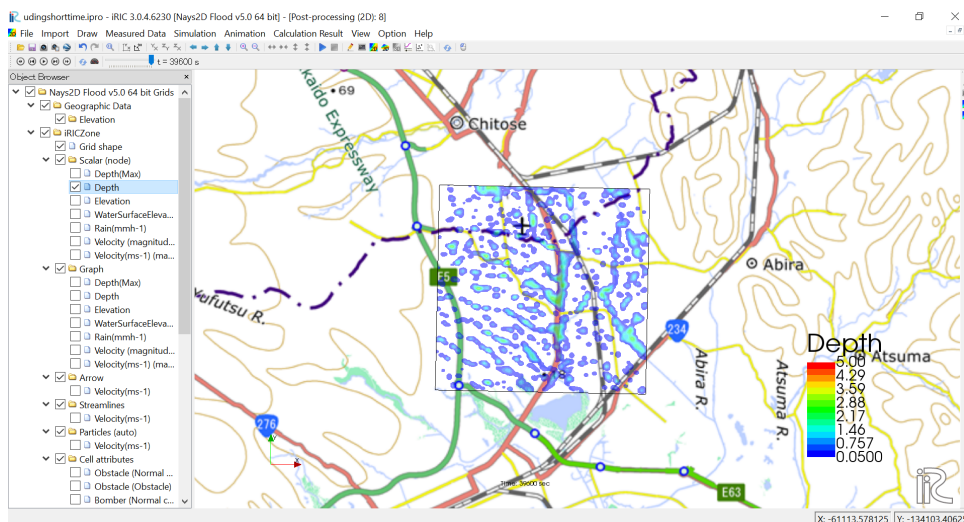 udingshorttime.ipro - iRIC 3.0.4.6230 [Nays2D Flood v5.0 64 bit] - [Post-processing (2D): 8]
File Import Draw Measured Data Simulation Animation Calculation Result View Option Help
t = 39600 s
Object Browser
Nays2D Flood v5.0 64 bit Grids
Geographic Data
Elevation
iRICZone
Grid shape
Scalar (node)
Depth(Max)
Depth
Elevation
WaterSurfaceEleva...
Rain(mmh-1)
Velocity (magnitud...
Velocity(ms-1) (ma...
Graph
Depth(Max)
Depth
Elevation
WaterSurfaceEleva...
Rain(mmh-1)
Velocity (magnitud...
Velocity(ms-1) (ma...
Arrow
Velocity(ms-1)
Streamlines
Velocity(ms-1)
Particles (auto)
Velocity(ms-1)
Cell attributes
Obstacle (Normal ...
Obstacle (Obstacle)
Bomber (Normal c...
kaido Expressway
69
Chitose
Abira
Yufutsu R.
E5
234
Abira R.
Atsuma R.
Atsuma
276
E63
Depth
5.00
4.29
3.59
2.88
2.17
1.46
0.757
0.0500
Time: 39600 sec
Y
X
iRIC
X: -61113.578125 Y: -134103.40625